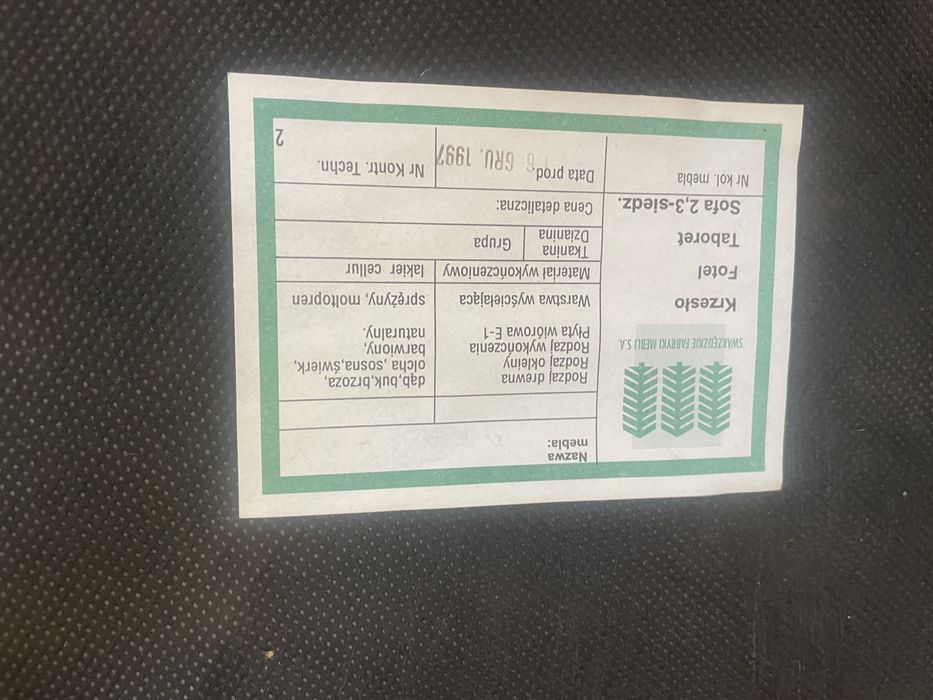 SWARZĘDZKIE FABRYKI MEBLI S.A.
Krzesło
Fotel
Taboret
Sofa 2,3-siedz.
Nr kol. mebla
Nazwa
mebla:
Rodzaj drewna
Rodzaj okleiny
Rodzaj wykończenia
Płyta wiórowa E-1
dąb,buk,brzoza,
olcha ,sosna,świerk,
barwiony,
naturalny.
Warstwa wyściełająca
sprężyny, moltopren
Materiał wykończeniowy
lakier cellur
Tkanina
Dzianina
Grupa
Cena detaliczna:
Data prod.
16 GRU. 1997
Nr Kontr. Techn.
2